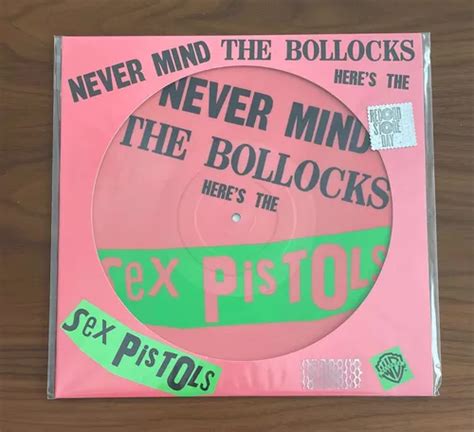 NEVER MIND THE BOLLOCKS
HERE'S THE
RECORD
STORE
DAY
NEVER MIND
THE BOLLOCKS
HERE'S THE
sex PisTOls
sex PisTOls